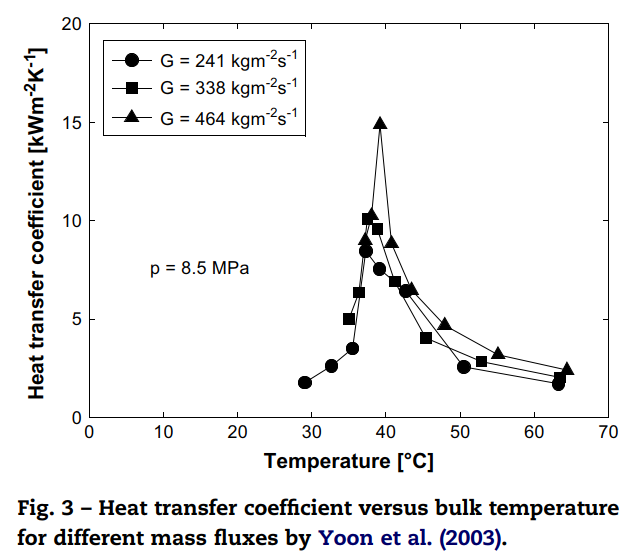 20
15
10
5
0
Heat transfer coefficient [kWm-2K-1]
G = 241 kgm-2s-1
G = 338 kgm-2s-1
G = 464 kgm-2s-1
p = 8.5 MPa
0 10 20 30 40 50 60 70
Temperature [°C]
Fig. 3 – Heat transfer coefficient versus bulk temperature
for different mass fluxes by Yoon et al. (2003).